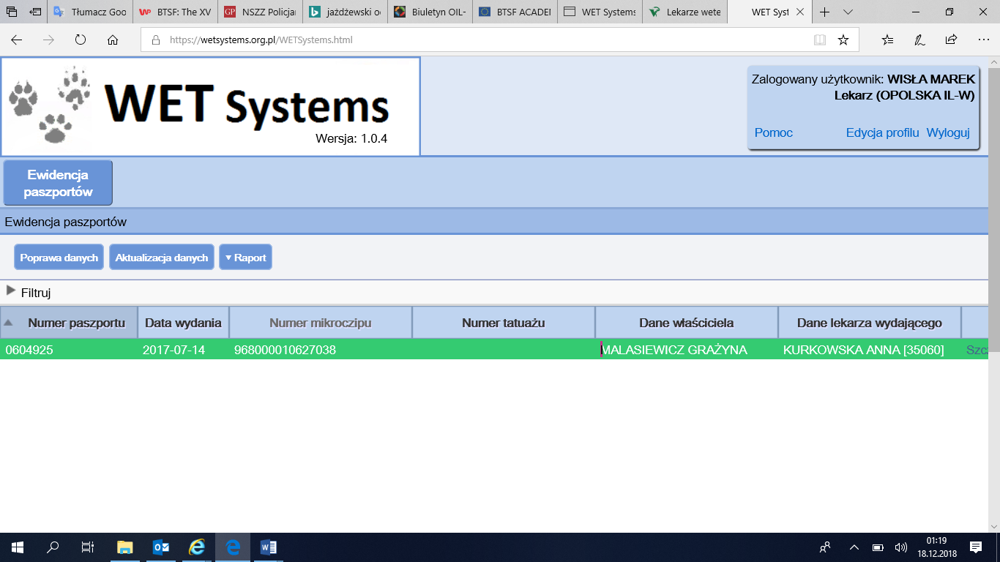 Tłumacz Goo
BTSF: The XV
NSZZ Policjar
jażdżewski o
Biuletyn OIL-
BTSF ACADEI
WET Systems
Lekarze wete
WET Syst
https://wetsystems.org.pl/WETSystems.html
WET Systems
Wersja: 1.0.4
Zalogowany użytkownik: WISŁA MAREK
Lekarz (OPOLSKA IL-W)
Pomoc Edycja profilu Wyloguj
Ewidencja
paszportów
Ewidencja paszportów
Poprawa danych Aktualizacja danych Raport
Filtruj
Numer paszportu Data wydania Numer mikroczipu Numer tatuażu Dane właściciela Dane lekarza wydającego
0604925 2017-07-14 968000010627038 MALASIEWICZ GRAŻYNA KURKOWSKA ANNA [35060] Szcz
01:19
18.12.2018